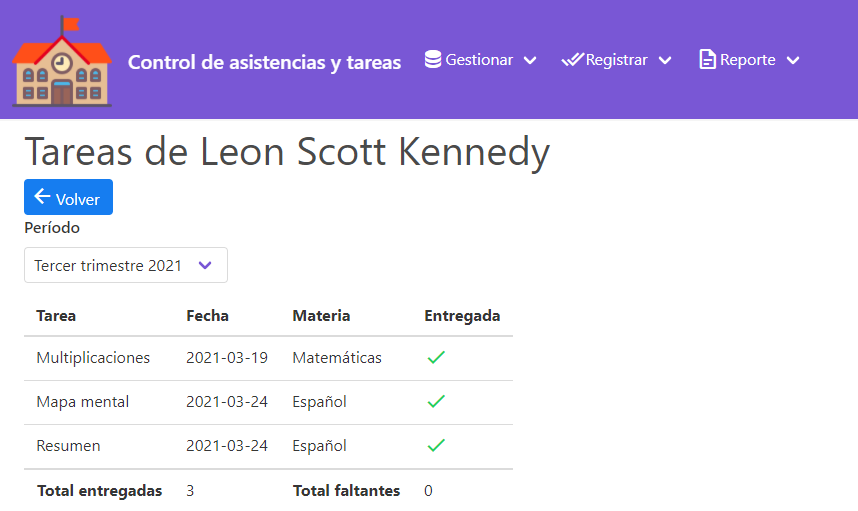 Control de asistencias y tareas Gestionar Registrar Reporte
Tareas de Leon Scott Kennedy
Volver
Período
Tercer trimestre 2021
Tarea Fecha Materia Entregada
Multiplicaciones 2021-03-19 Matemáticas
Mapa mental 2021-03-24 Español
Resumen 2021-03-24 Español
Total entregadas 3 Total faltantes 0